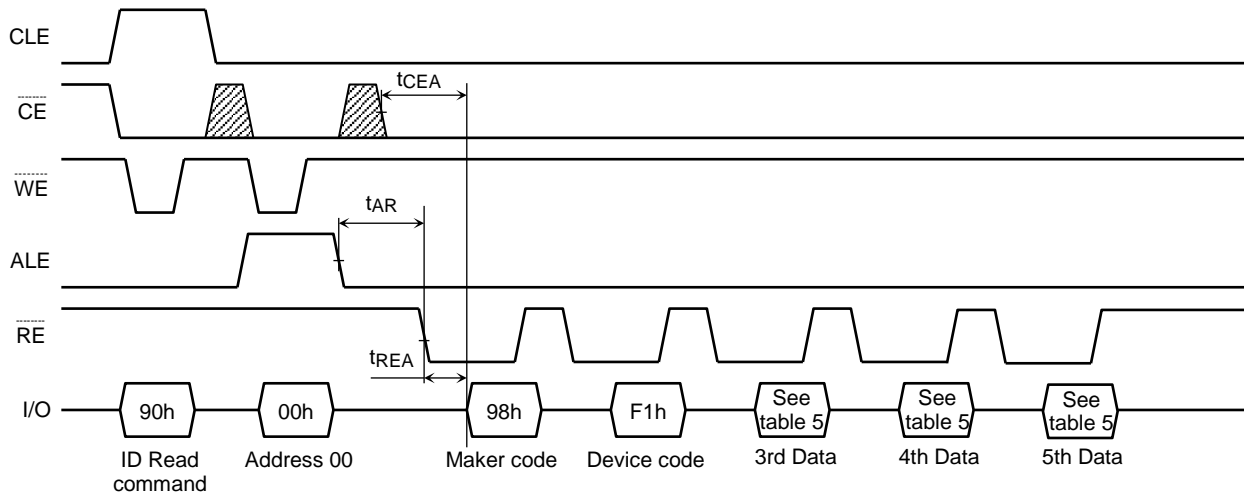 CLE
tCEA
CE
WE
tAR
ALE
RE
tREA
I/O
90h
00h
98h
F1h
See
table 5
See
table 5
See
table 5
ID Read
command
Address 00
Maker code
Device code
3rd Data
4th Data
5th Data